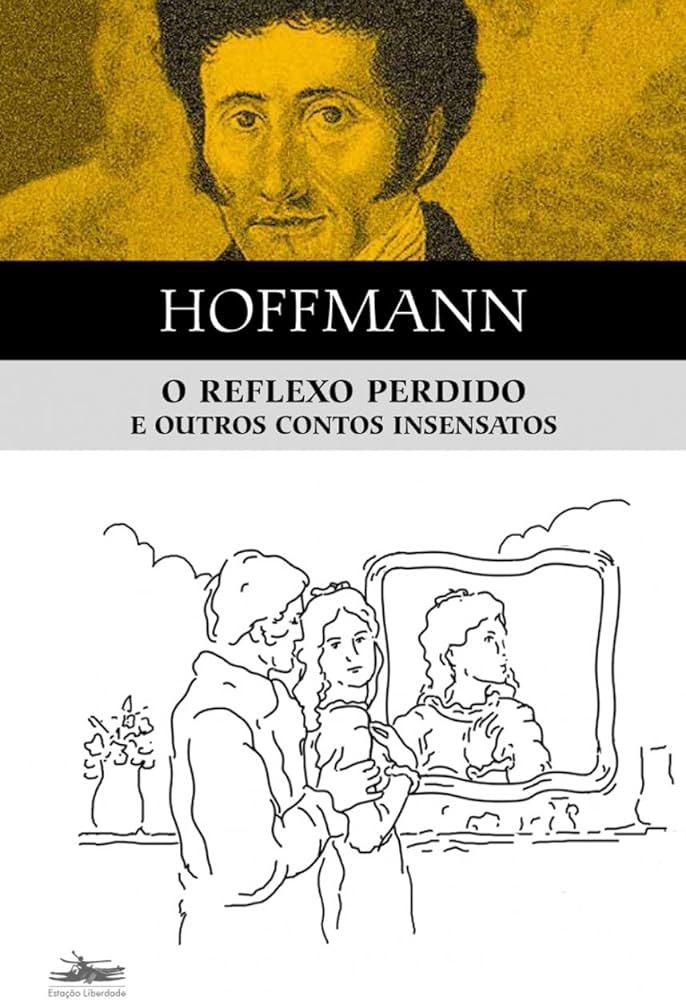 HOFFMANN
O REFLEXO PERDIDO
E OUTROS CONTOS INSENSATOS
Estação Liberdade